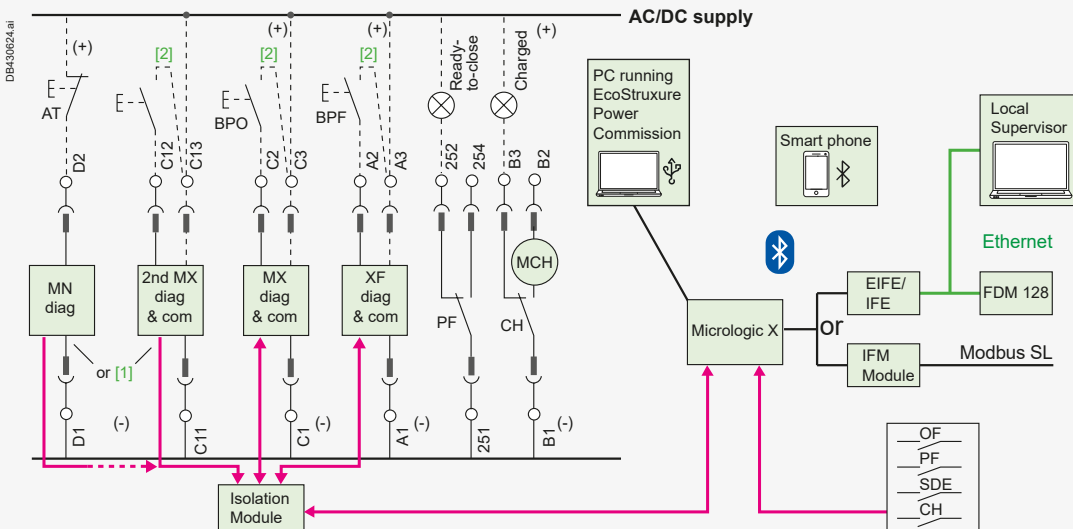 DB430624.ai
AC/DC supply
(+)
(+)
(+)
(+)
[2]
[2]
[2]
Ready-
to-close
Charged
AT
BPO
BPF
D2
C12
C13
C2
C3
A2
A3
252
254
B3
B2
MN
diag
2nd MX
diag
& com
MX
diag
& com
XF
diag
& com
PF
CH
MCH
or [1]
D1
(-)
C11
C1
(-)
A1
(-)
251
B1
(-)
Isolation
Module
PC running
EcoStruxure
Power
Commission
Smart phone
Local
Supervisor
Ethernet
EIFE/
IFE
FDM 128
Micrologic X
or
IFM
Module
Modbus SL
OF
PF
SDE
CH